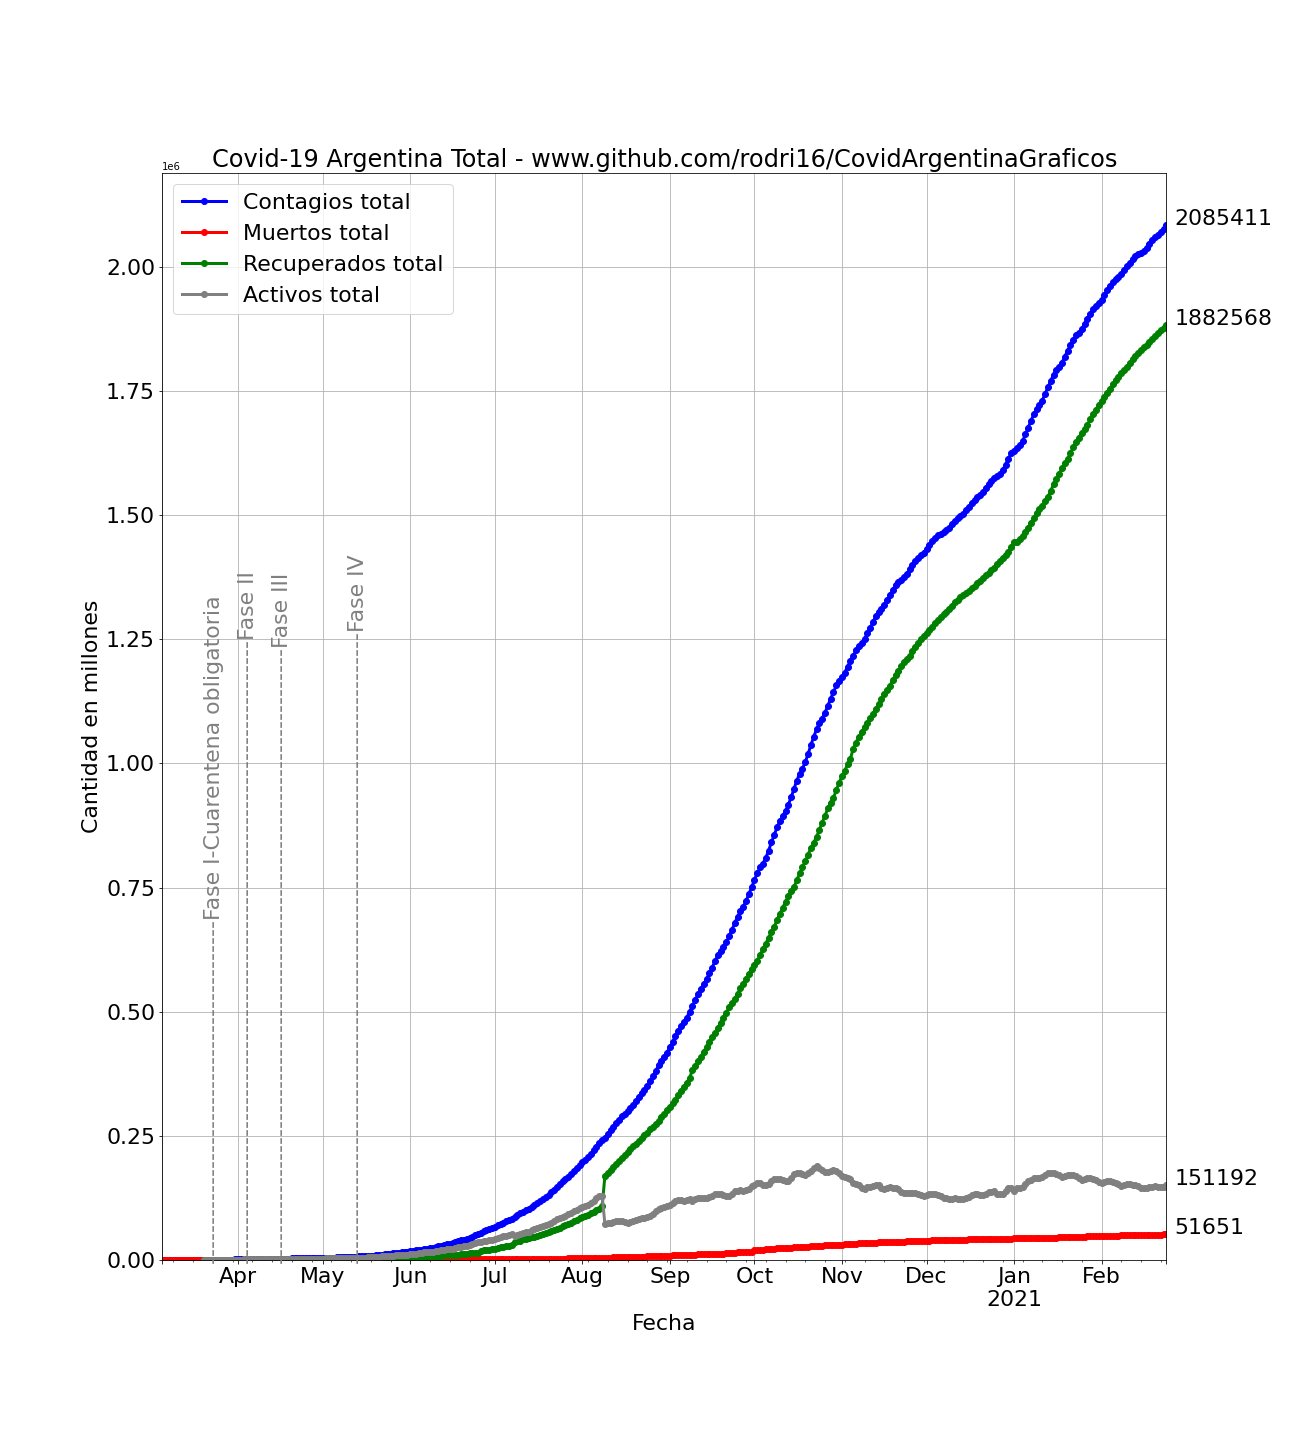 Covid-19 Argentina Total - www.github.com/rodri16/CovidArgentinaGraficos
1e6
Contagios total
Muertos total
Recuperados total
Activos total
2085411
1882568
151192
51651
2.00
1.75
1.50
1.25
1.00
0.75
0.50
0.25
0.00
Cantidad en millones
Fase I-Cuarentena obligatoria
Fase II
Fase III
Fase IV
Apr May Jun Jul Aug Sep Oct Nov Dec Jan Feb
2021
Fecha